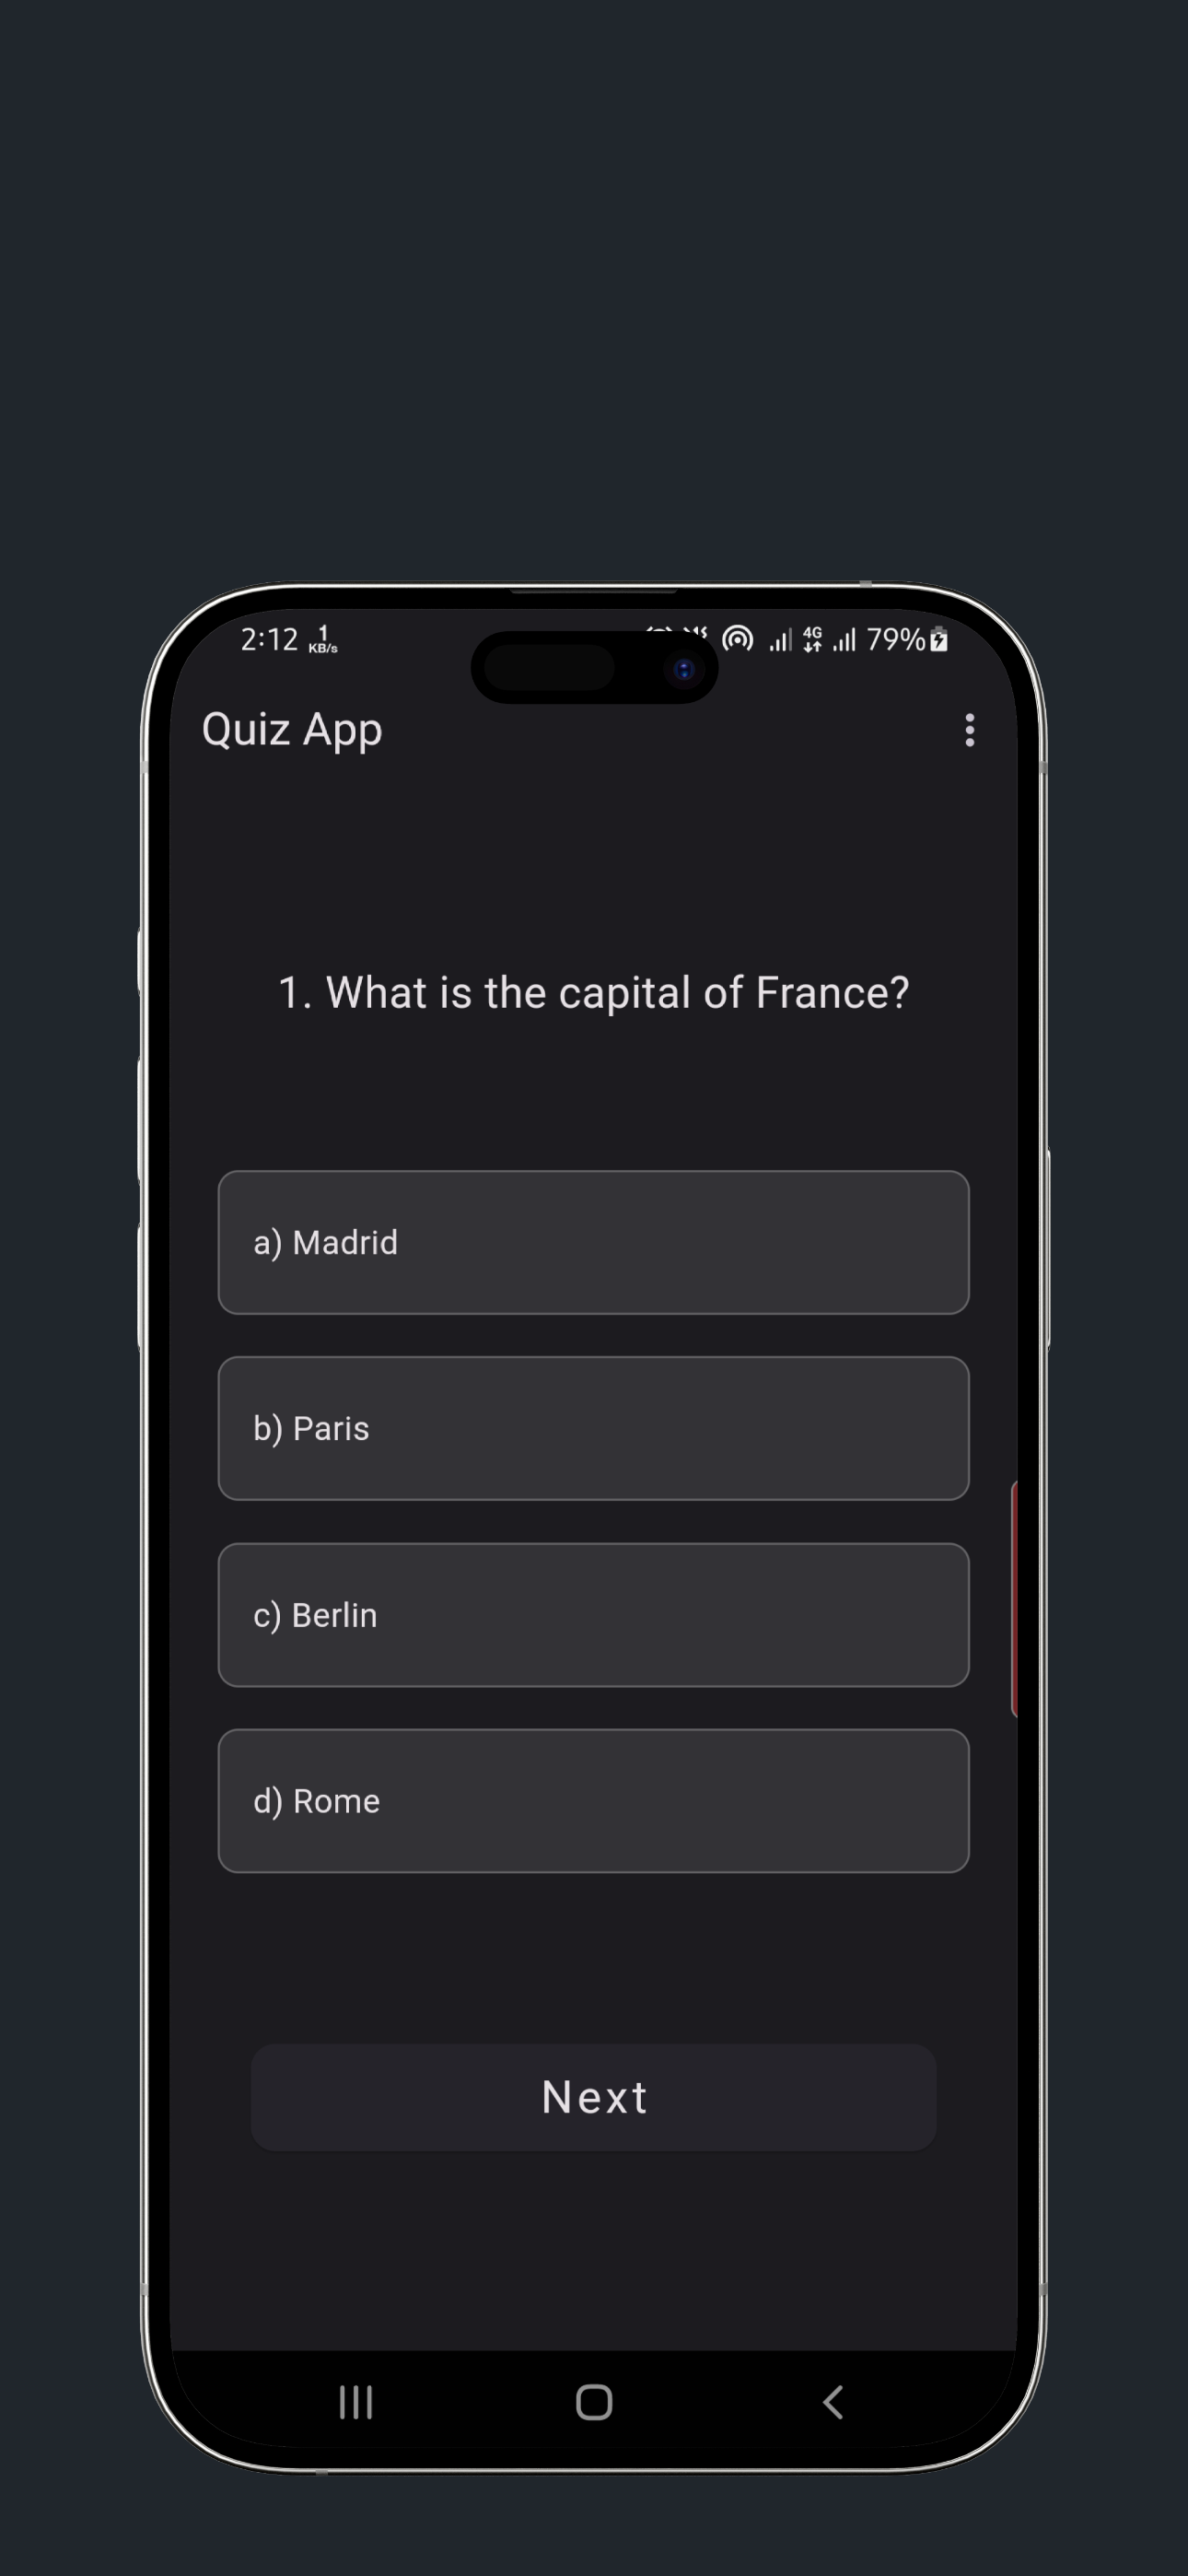 2:12 1 KB/s 4G 79%
Quiz App
1. What is the capital of France?
a) Madrid
b) Paris
c) Berlin
d) Rome
Next